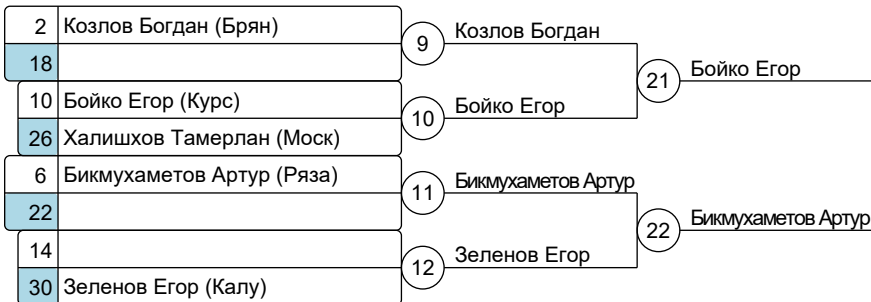 2 Козлов Богдан (Брян)
9 Козлов Богдан
18
21 Бойко Егор
10 Бойко Егор (Курс)
10 Бойко Егор
26 Халишхов Тамерлан (Моск)
6 Бикмухаметов Артур (Ряза)
11 Бикмухаметов Артур
22
22 Бикмухаметов Артур
14
12 Зеленов Егор
30 Зеленов Егор (Калу)